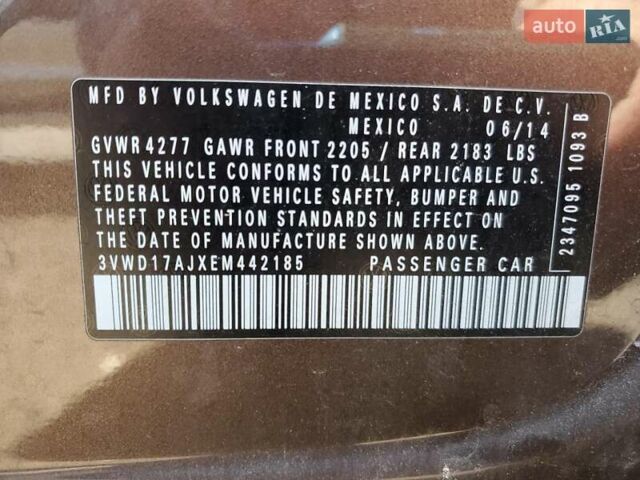 auto RIA.com
MFD BY VOLKSWAGEN DE MEXICO S.A. DE C.V.
MEXICO 06/14
GVWR 4277 GAWR FRONT 2205 / REAR 2183 LBS
THIS VEHICLE CONFORMS TO ALL APPLICABLE U.S.
FEDERAL MOTOR VEHICLE SAFETY, BUMPER AND
THEFT PREVENTION STANDARDS IN EFFECT ON
THE DATE OF MANUFACTURE SHOWN ABOVE.
3VWD17AJXEM442185 PASSENGER CAR
2347095 1093 B